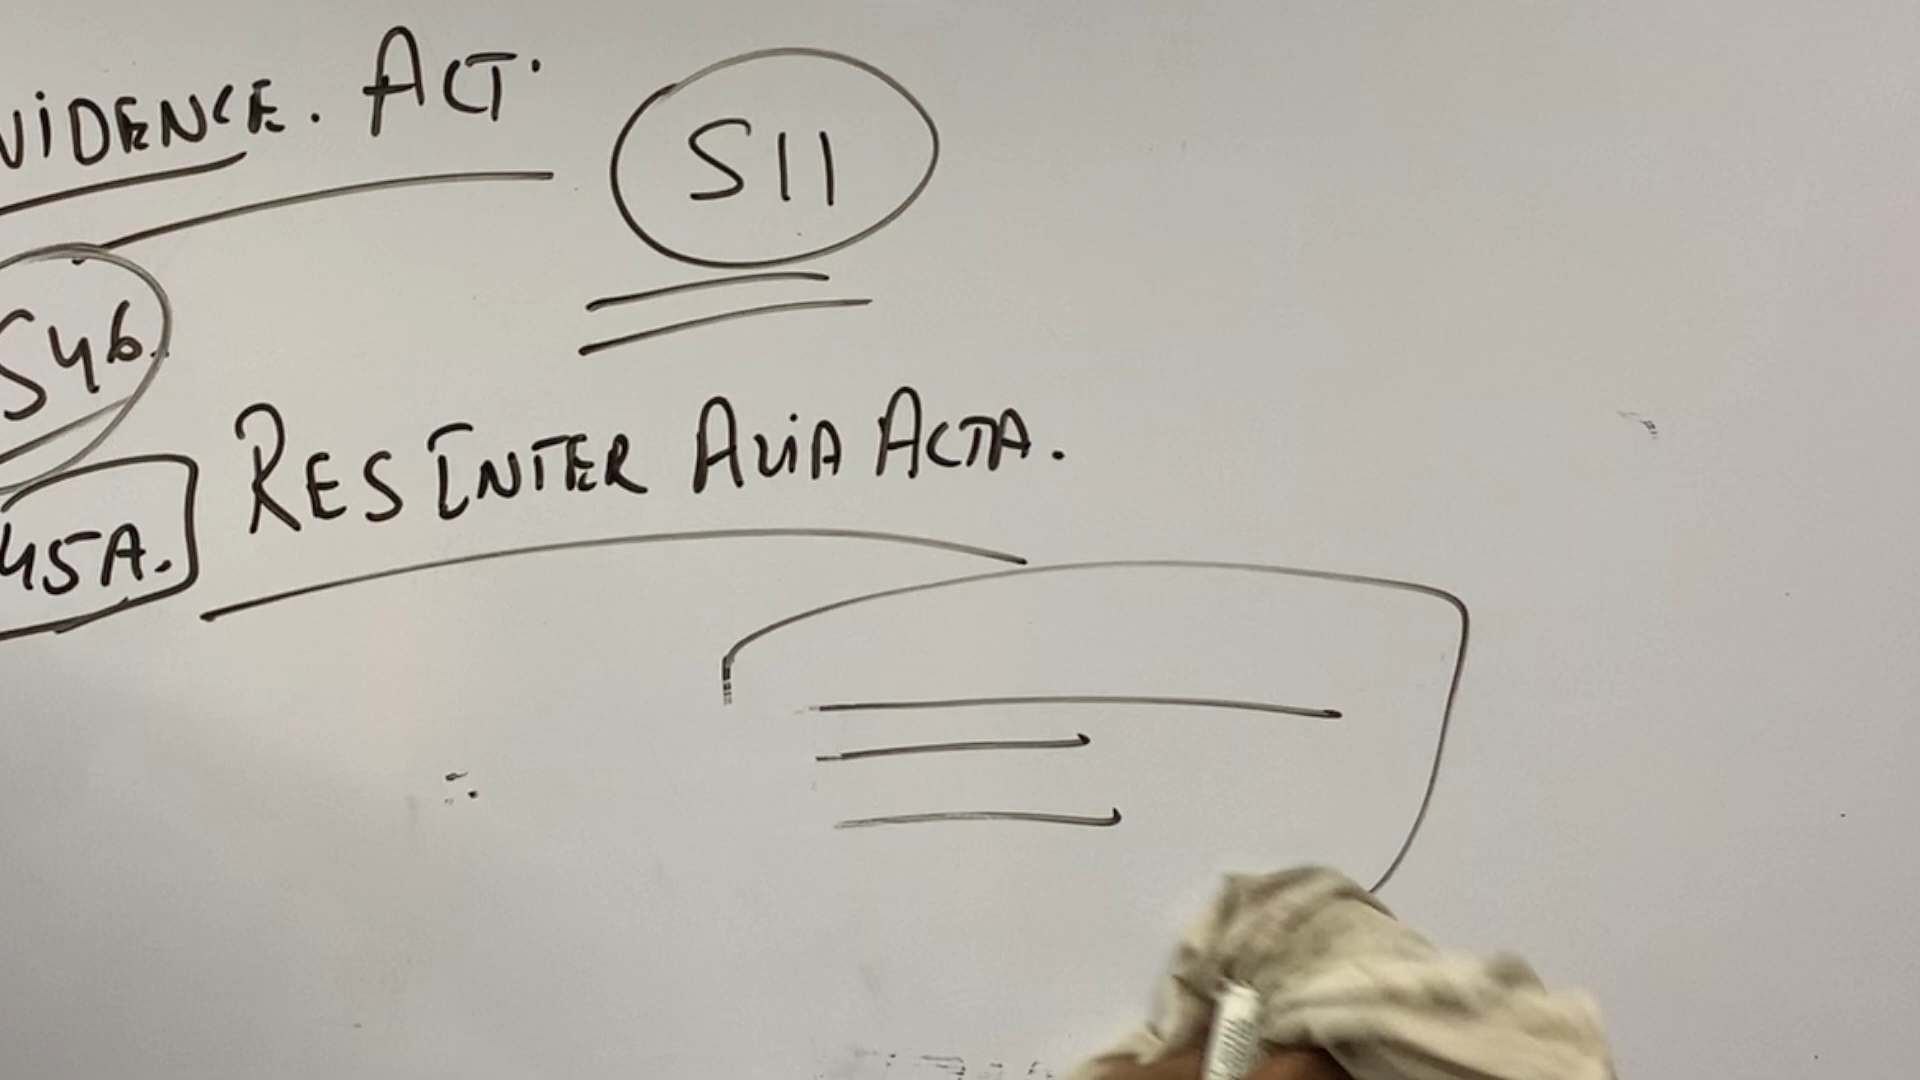 VIDENCE. ACT.
S11
S46.
RES INTER ALIA ACTA.
45A.